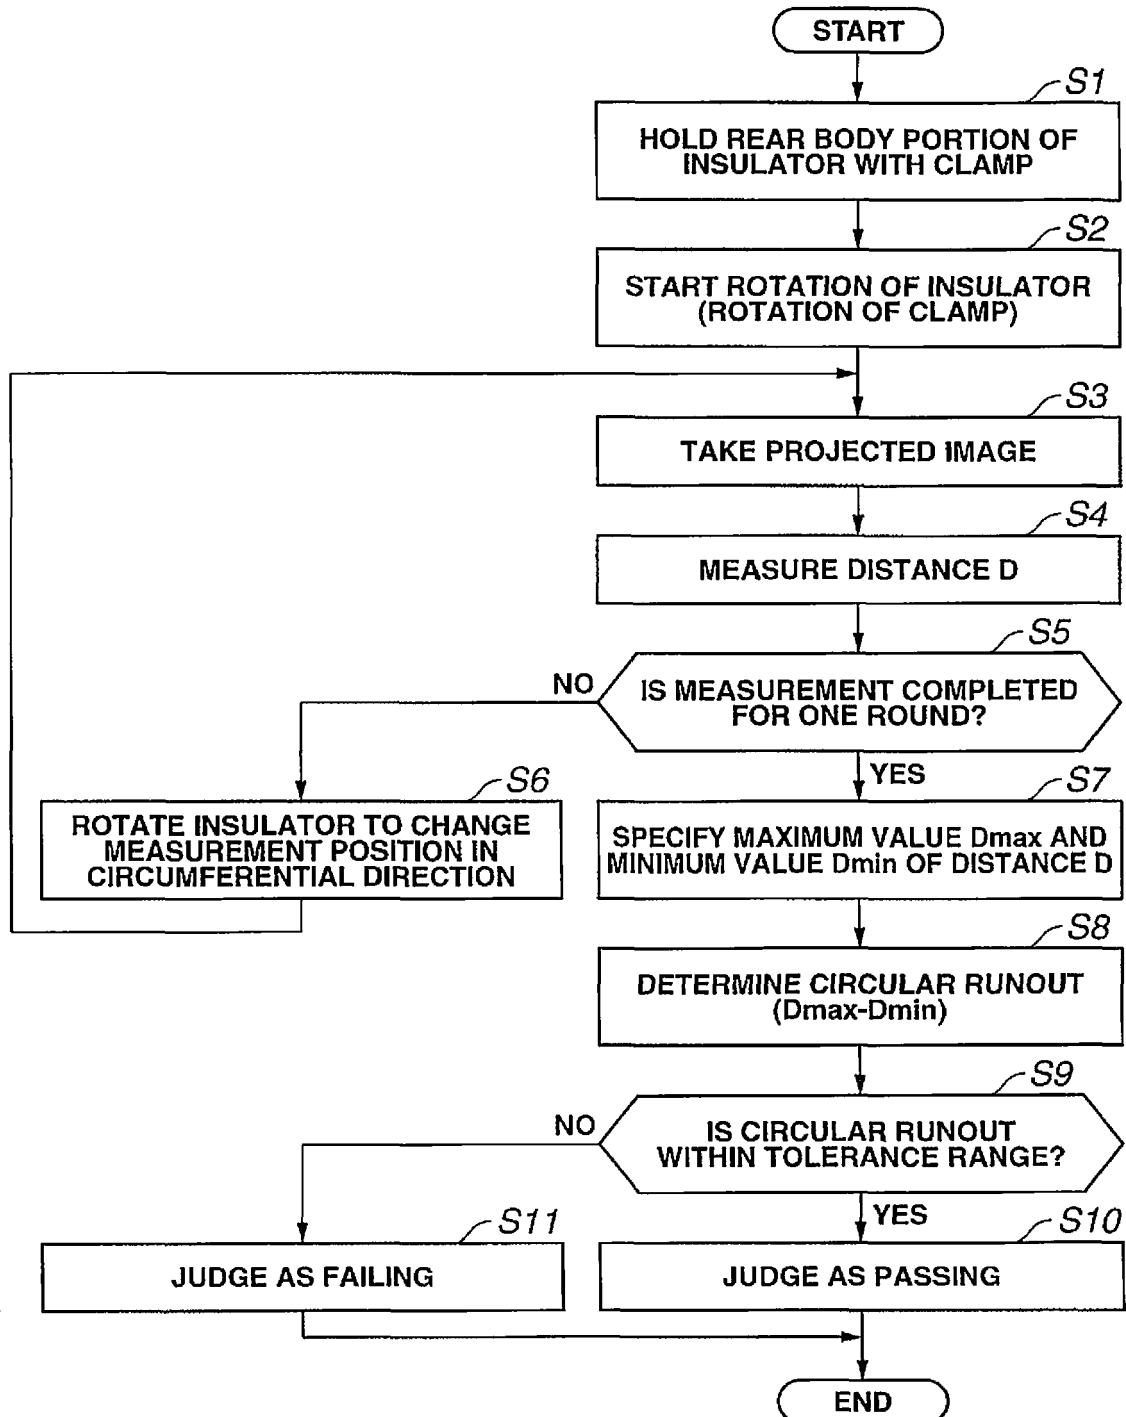 START
S1
HOLD REAR BODY PORTION OF
INSULATOR WITH CLAMP
S2
START ROTATION OF INSULATOR
(ROTATION OF CLAMP)
S3
TAKE PROJECTED IMAGE
S4
MEASURE DISTANCE D
S5
IS MEASUREMENT COMPLETED
FOR ONE ROUND?
NO
YES
S6
ROTATE INSULATOR TO CHANGE
MEASUREMENT POSITION IN
CIRCUMFERENTIAL DIRECTION
S7
SPECIFY MAXIMUM VALUE Dmax AND
MINIMUM VALUE Dmin OF DISTANCE D
S8
DETERMINE CIRCULAR RUNOUT
(Dmax-Dmin)
S9
IS CIRCULAR RUNOUT
WITHIN TOLERANCE RANGE?
NO
YES
S11
JUDGE AS FAILING
S10
JUDGE AS PASSING
END